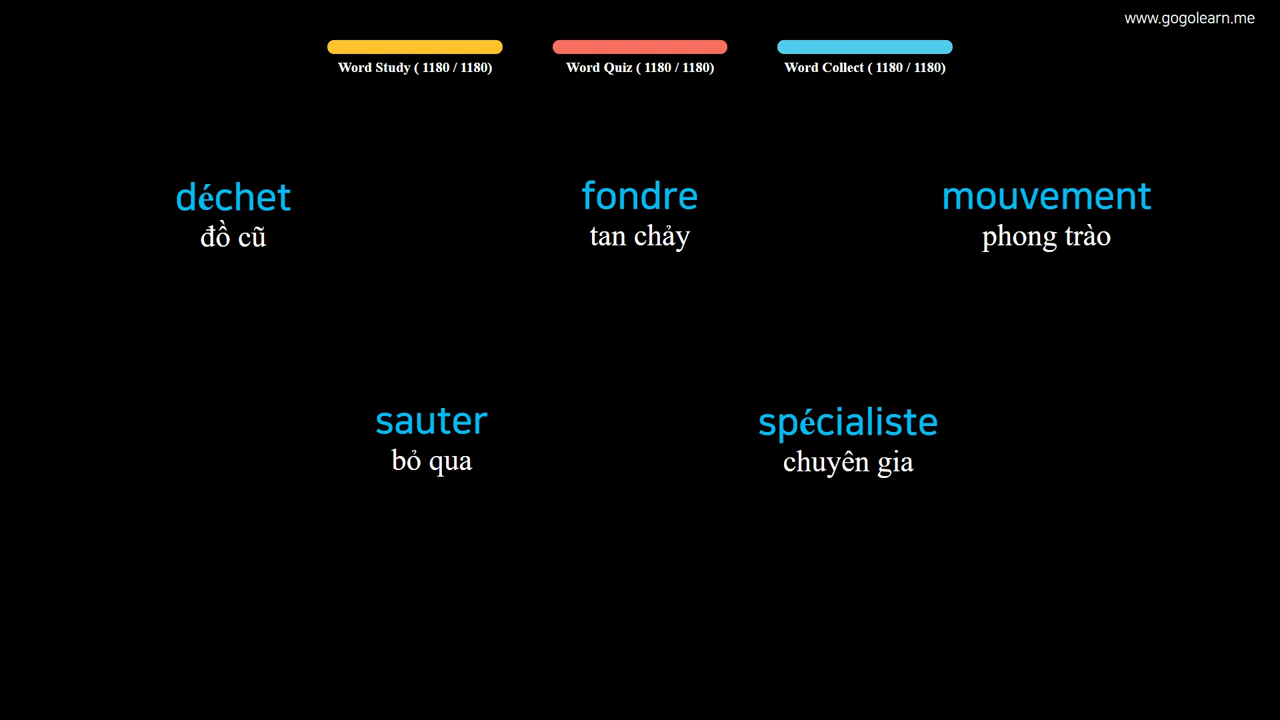 www.gogolearn.me
Word Study ( 1180 / 1180)
Word Quiz ( 1180 / 1180)
Word Collect ( 1180 / 1180)
déchet
đồ cũ
fondre
tan chảy
mouvement
phong trào
sauter
bỏ qua
spécialiste
chuyên gia